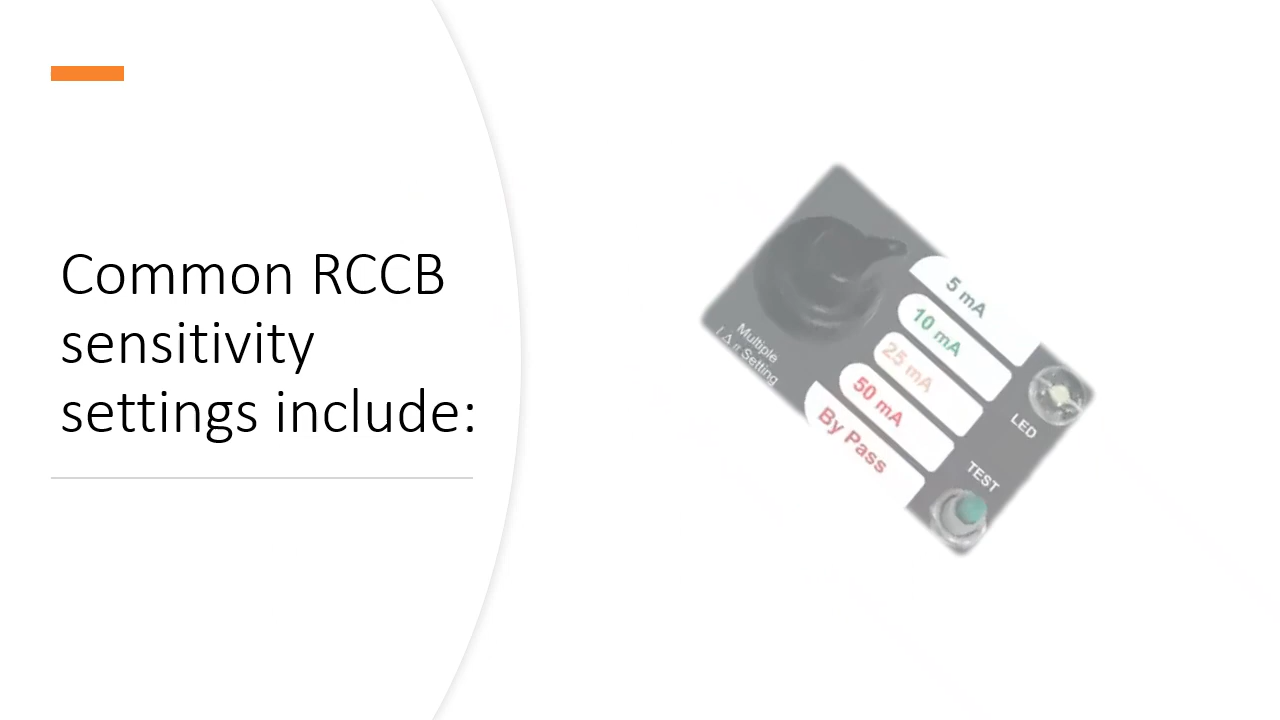 Common RCCB
sensitivity
settings include:
5 mA
10 mA
25 mA
50 mA
By Pass
Multiple
I Δ n Setting
LED
TEST